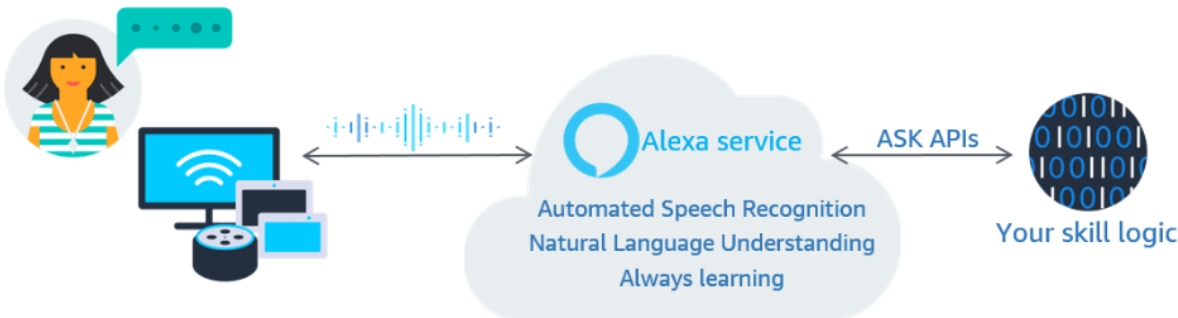 Alexa service
ASK APIs
Automated Speech Recognition
Natural Language Understanding
Always learning
Your skill logic